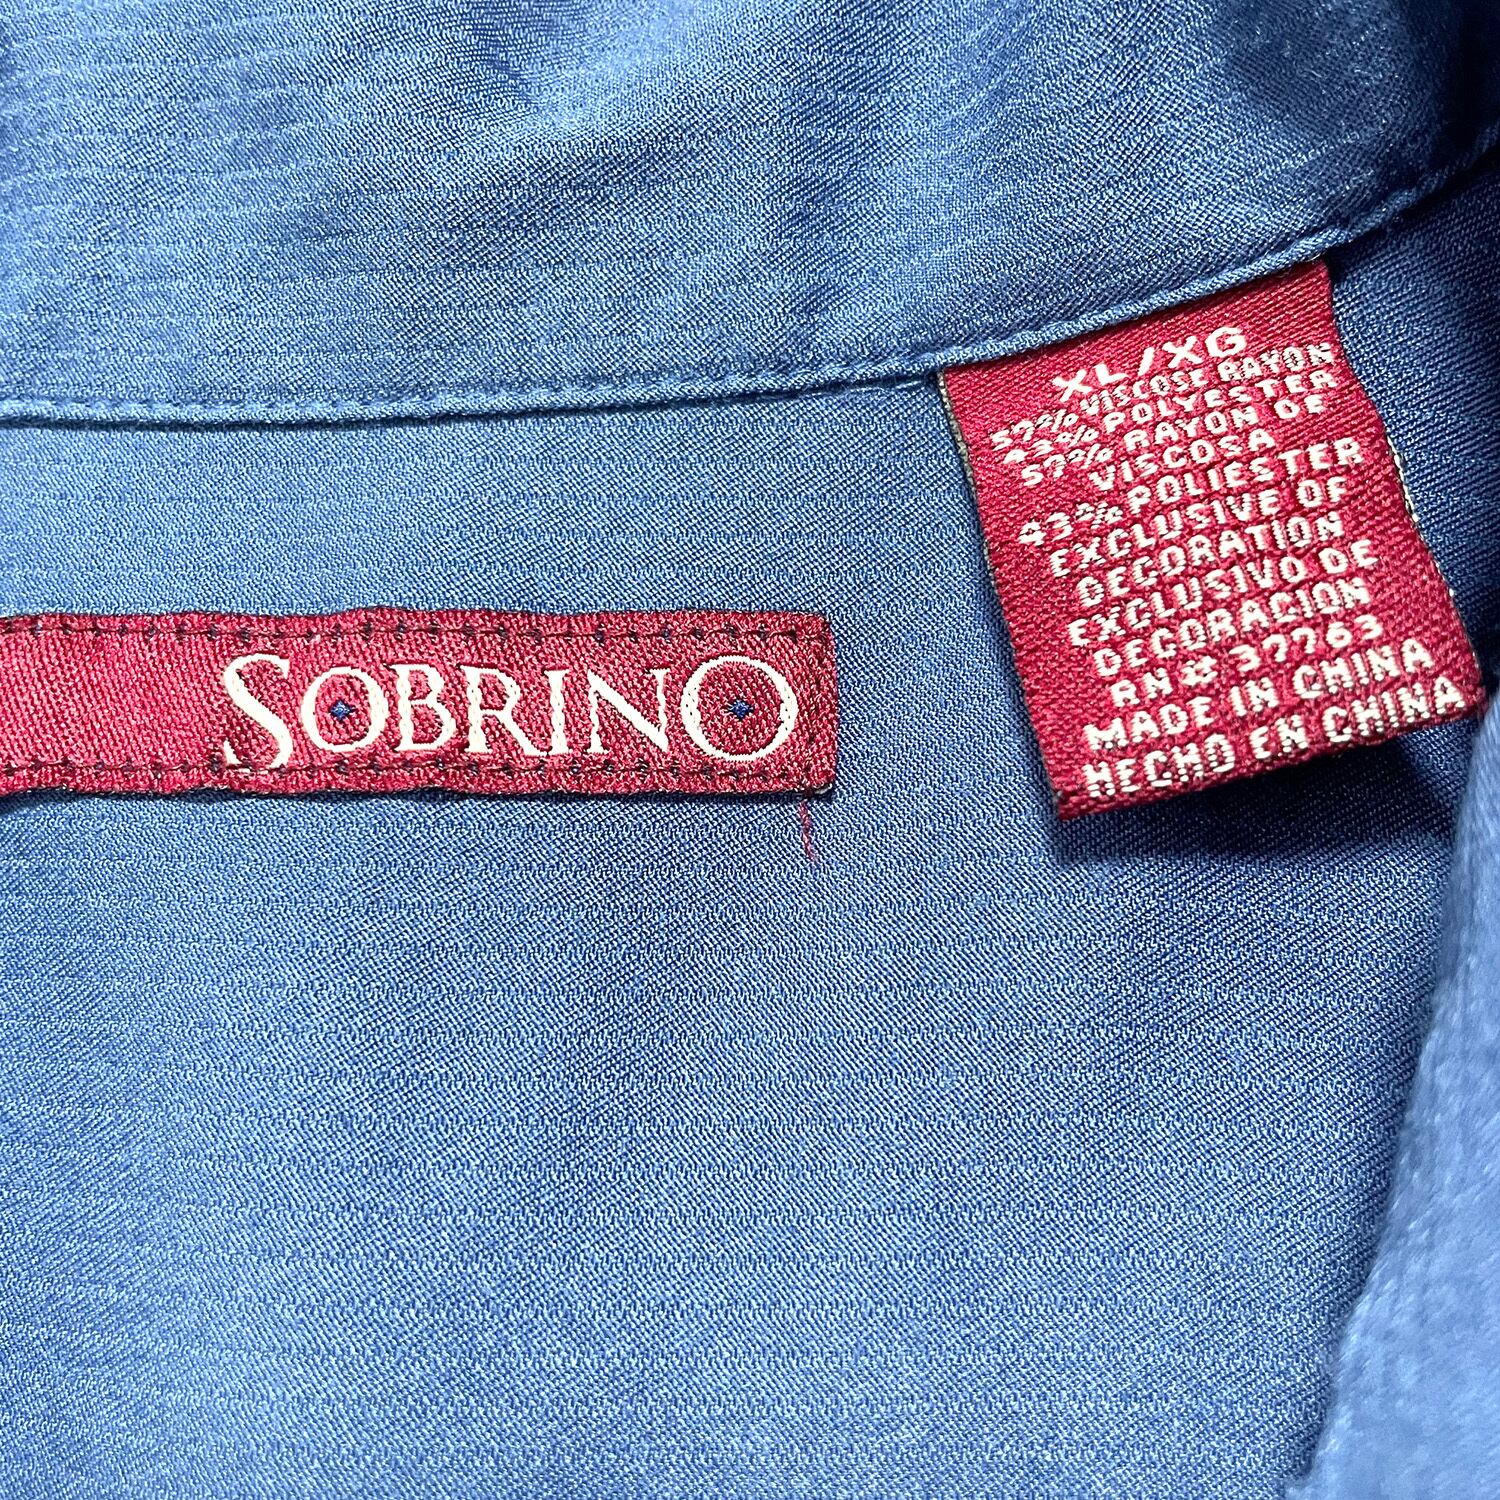 SOBRINO
XL/XG
57% VISCOSE RAYON
43% POLYESTER
57% RAYON DE
VISCOSA
43% POLIESTER
EXCLUSIVE OF
DECORATION
EXCLUSIVO DE
DECORACION
RN# 37763
MADE IN CHINA
HECHO EN CHINA